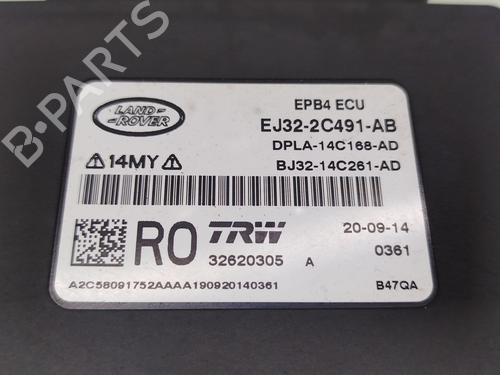 LAND-
ROVER
EPB4 ECU
EJ32-2C491-AB
DPLA-14C168-AD
BJ32-14C261-AD
14MY
RO
TRW
32620305 A
20-09-14
0361
A2C58091752AAAA190920140361
B47QA
B-PARTS